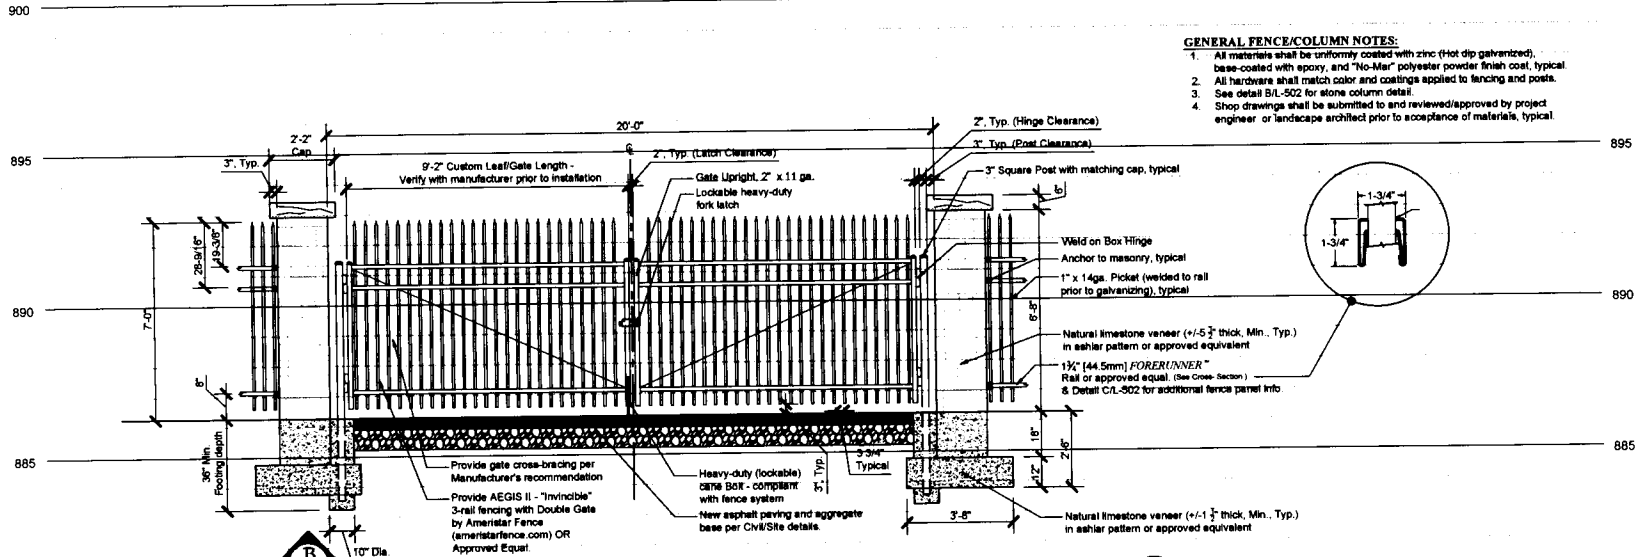 900
GENERAL FENCE/COLUMN NOTES:
1. All materials shall be uniformly coated with zinc (Hot dip galvanized),
base-coated with epoxy, and "No-Mar" polyester powder finish coat, typical.
2. All hardware shall match color and coatings applied to fencing and posts.
3. See detail B/L-502 for stone column detail.
4. Shop drawings shall be submitted to and reviewed/approved by project
engineer or landscape architect prior to acceptance of materials, typical.
20'-0"
2", Typ. (Hinge Clearance)
2'-2"
Cap
895
895
3", Typ.
9'-2" Custom Leaf/Gate Length -
Verify with manufacturer prior to installation
2", Typ. (Latch Clearance)
3", Typ. (Post Clearance)
Gate Upright, 2" x 11 ga.
3" Square Post with matching cap, typical
Lockable heavy-duty
fork latch
6"
1-3/4"
1-3/4"
28-9/16"
19-3/8"
Weld on Box Hinge
Anchor to masonry, typical
1" x 14ga. Picket (welded to rail
prior to galvanizing), typical
890
890
7'-0"
6'-8"
Natural limestone veneer (+/-5 1/2" thick, Min., Typ.)
in ashlar pattern or approved equivalent
1¾" [44.5mm] FORERUNNER™
Rail or approved equal. (See Cross- Section )
& Detail C/L-502 for additional fence panel info.
8"
885
885
36" Min.
Footing depth
Provide gate cross-bracing per
Manufacturer's recommendation
Heavy-duty (lockable)
cane Bolt - compliant
with fence system
3", Typ.
3 3/4"
Typical
18"
12"
2'-6"
Provide AEGIS II - "Invincible"
3-rail fencing with Double Gate
by Ameristar Fence
(ameristarfence.com) OR
Approved Equal.
New asphalt paving and aggregate
base per Civil/Site details.
3'-8"
Natural limestone veneer (+/-1 1/2" thick, Min., Typ.)
in ashlar pattern or approved equivalent
10" Dia.
B